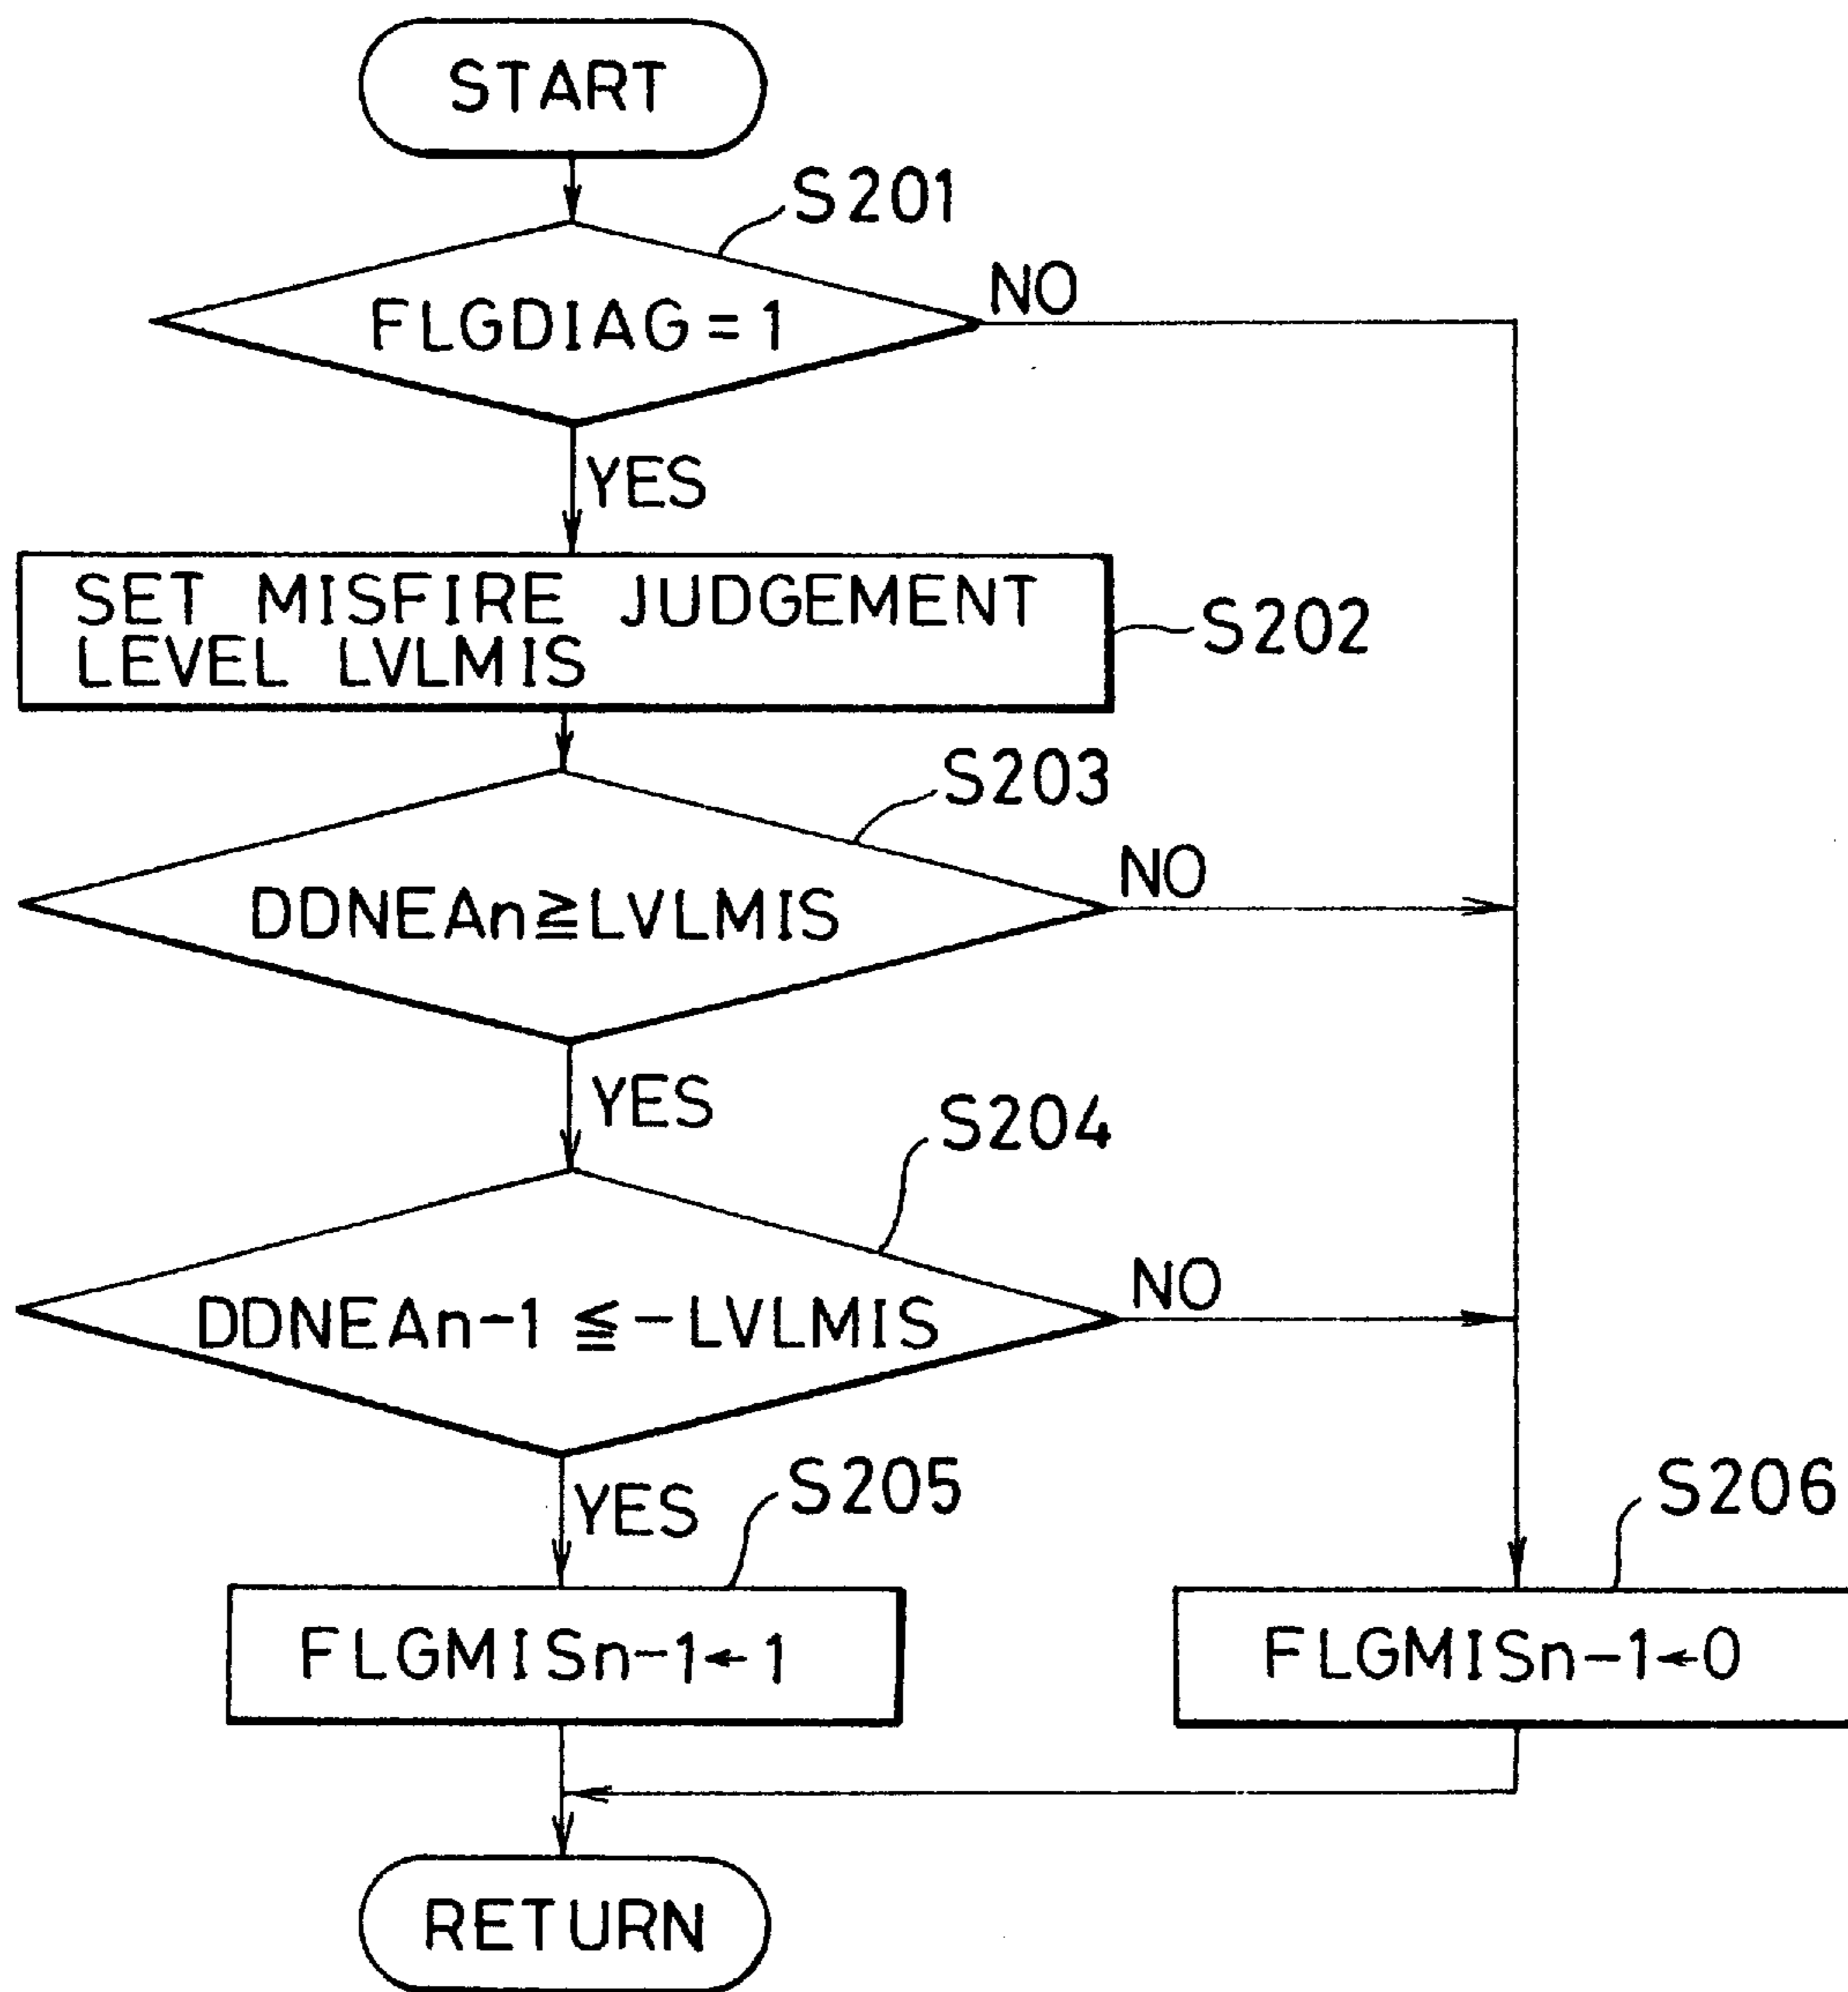 START
S201
FLGDIAG=1
NO
YES
SET MISFIRE JUDGEMENT
LEVEL LVLMIS
S202
S203
DDNEAn≧LVLMIS
NO
YES
S204
DDNEAn-1 ≦-LVLMIS
NO
YES
S205
S206
FLGMISn-1←1
FLGMISn-1←0
RETURN